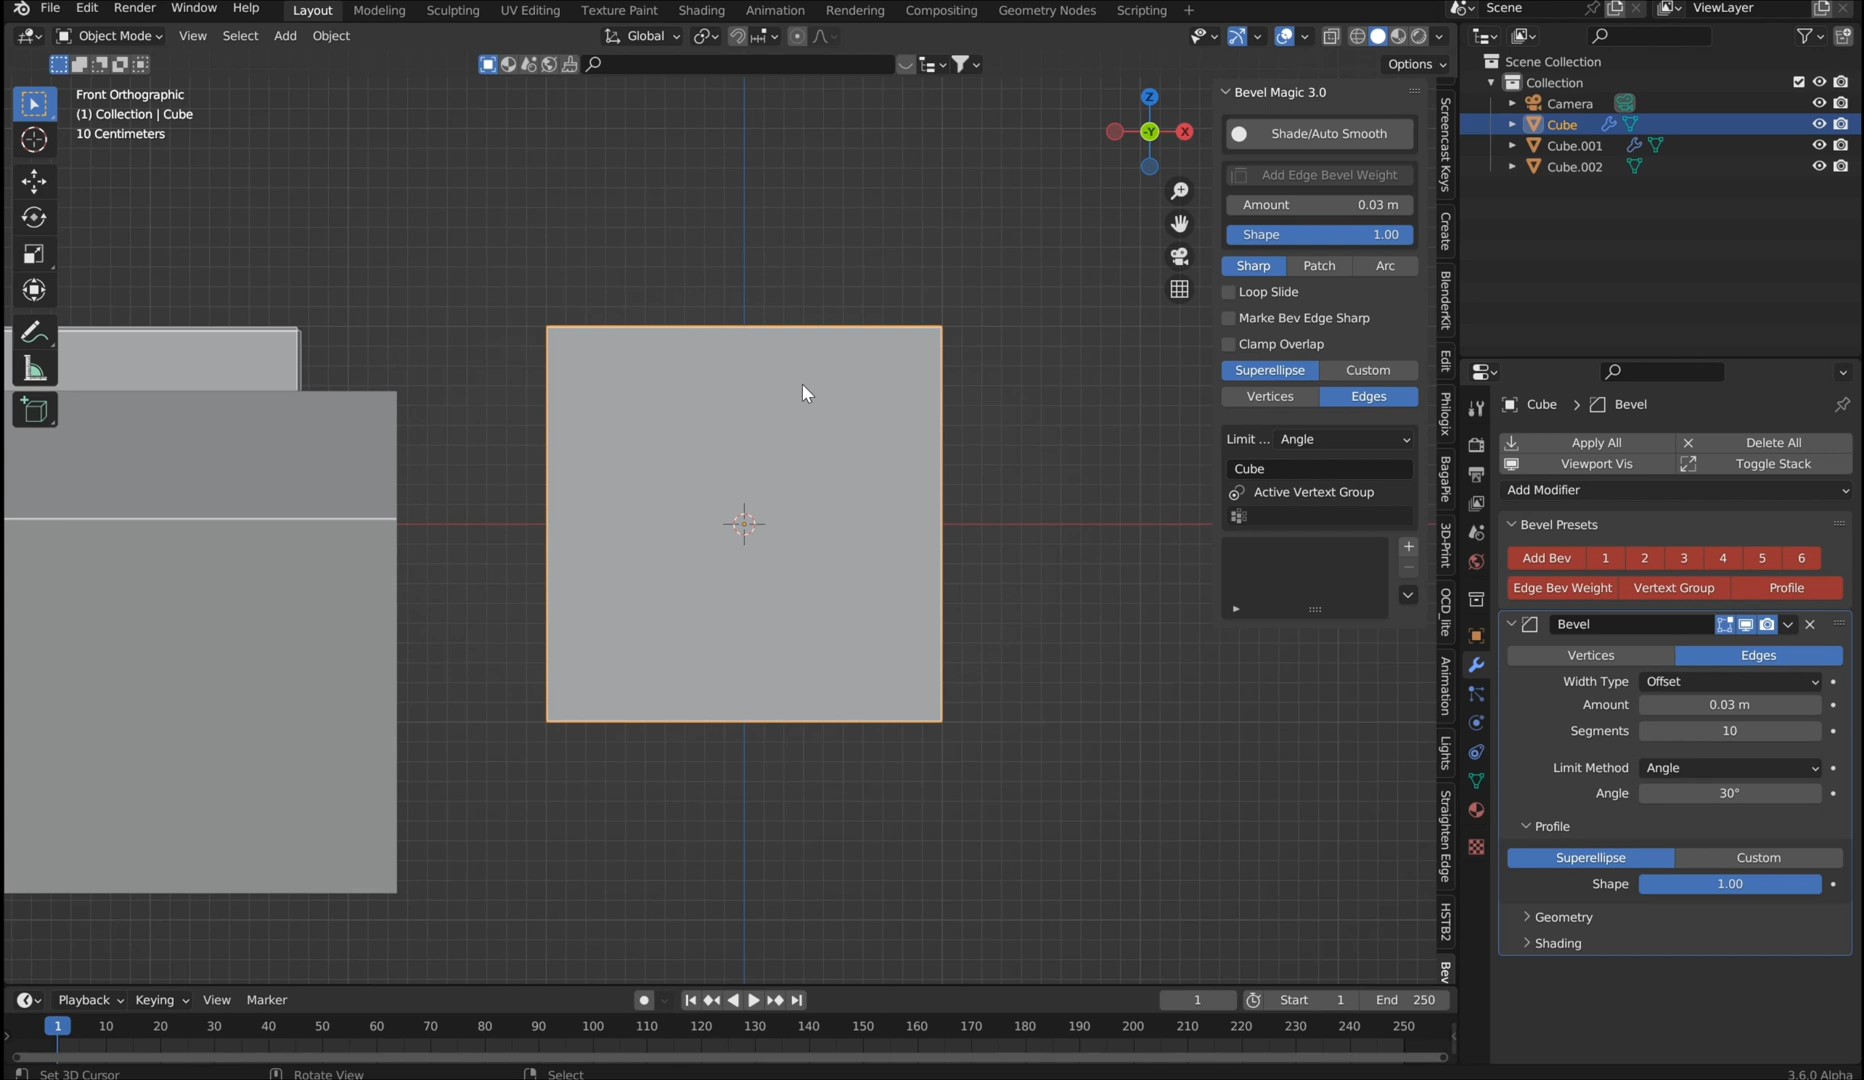 File Edit Render Window Help Layout Modeling Sculpting UV Editing Texture Paint Shading Animation Rendering Compositing Geometry Nodes Scripting + Scene ViewLayer
Object Mode View Select Add Object Global
Options
Front Orthographic
(1) Collection | Cube
10 Centimeters
Z
-Y
X
Bevel Magic 3.0
Shade/Auto Smooth
Add Edge Bevel Weight
Amount 0.03 m
Shape 1.00
Sharp Patch Arc
Loop Slide
Marke Bev Edge Sharp
Clamp Overlap
Superellipse Custom
Vertices Edges
Limit ... Angle
Cube
Active Vertext Group
Screencast Keys
Create
BlenderKit
Edit
Philogix
BagaPie
3D-Print
OCD_lite
Animation
Lights
Straighten Edge
HSTB2
Bev
Scene Collection
Collection
Camera
Cube
Cube.001
Cube.002
Cube > Bevel
Apply All Delete All
Viewport Vis Toggle Stack
Add Modifier
Bevel Presets
Add Bev 1 2 3 4 5 6
Edge Bev Weight Vertext Group Profile
Bevel
Vertices Edges
Width Type Offset
Amount 0.03 m
Segments 10
Limit Method Angle
Angle 30°
Profile
Superellipse Custom
Shape 1.00
Geometry
Shading
Playback Keying View Marker 1 Start 1 End 250
1 10 20 30 40 50 60 70 80 90 100 110 120 130 140 150 160 170 180 190 200 210 220 230 240 250
Set 3D Cursor Rotate View Select 3.6.0 Alpha